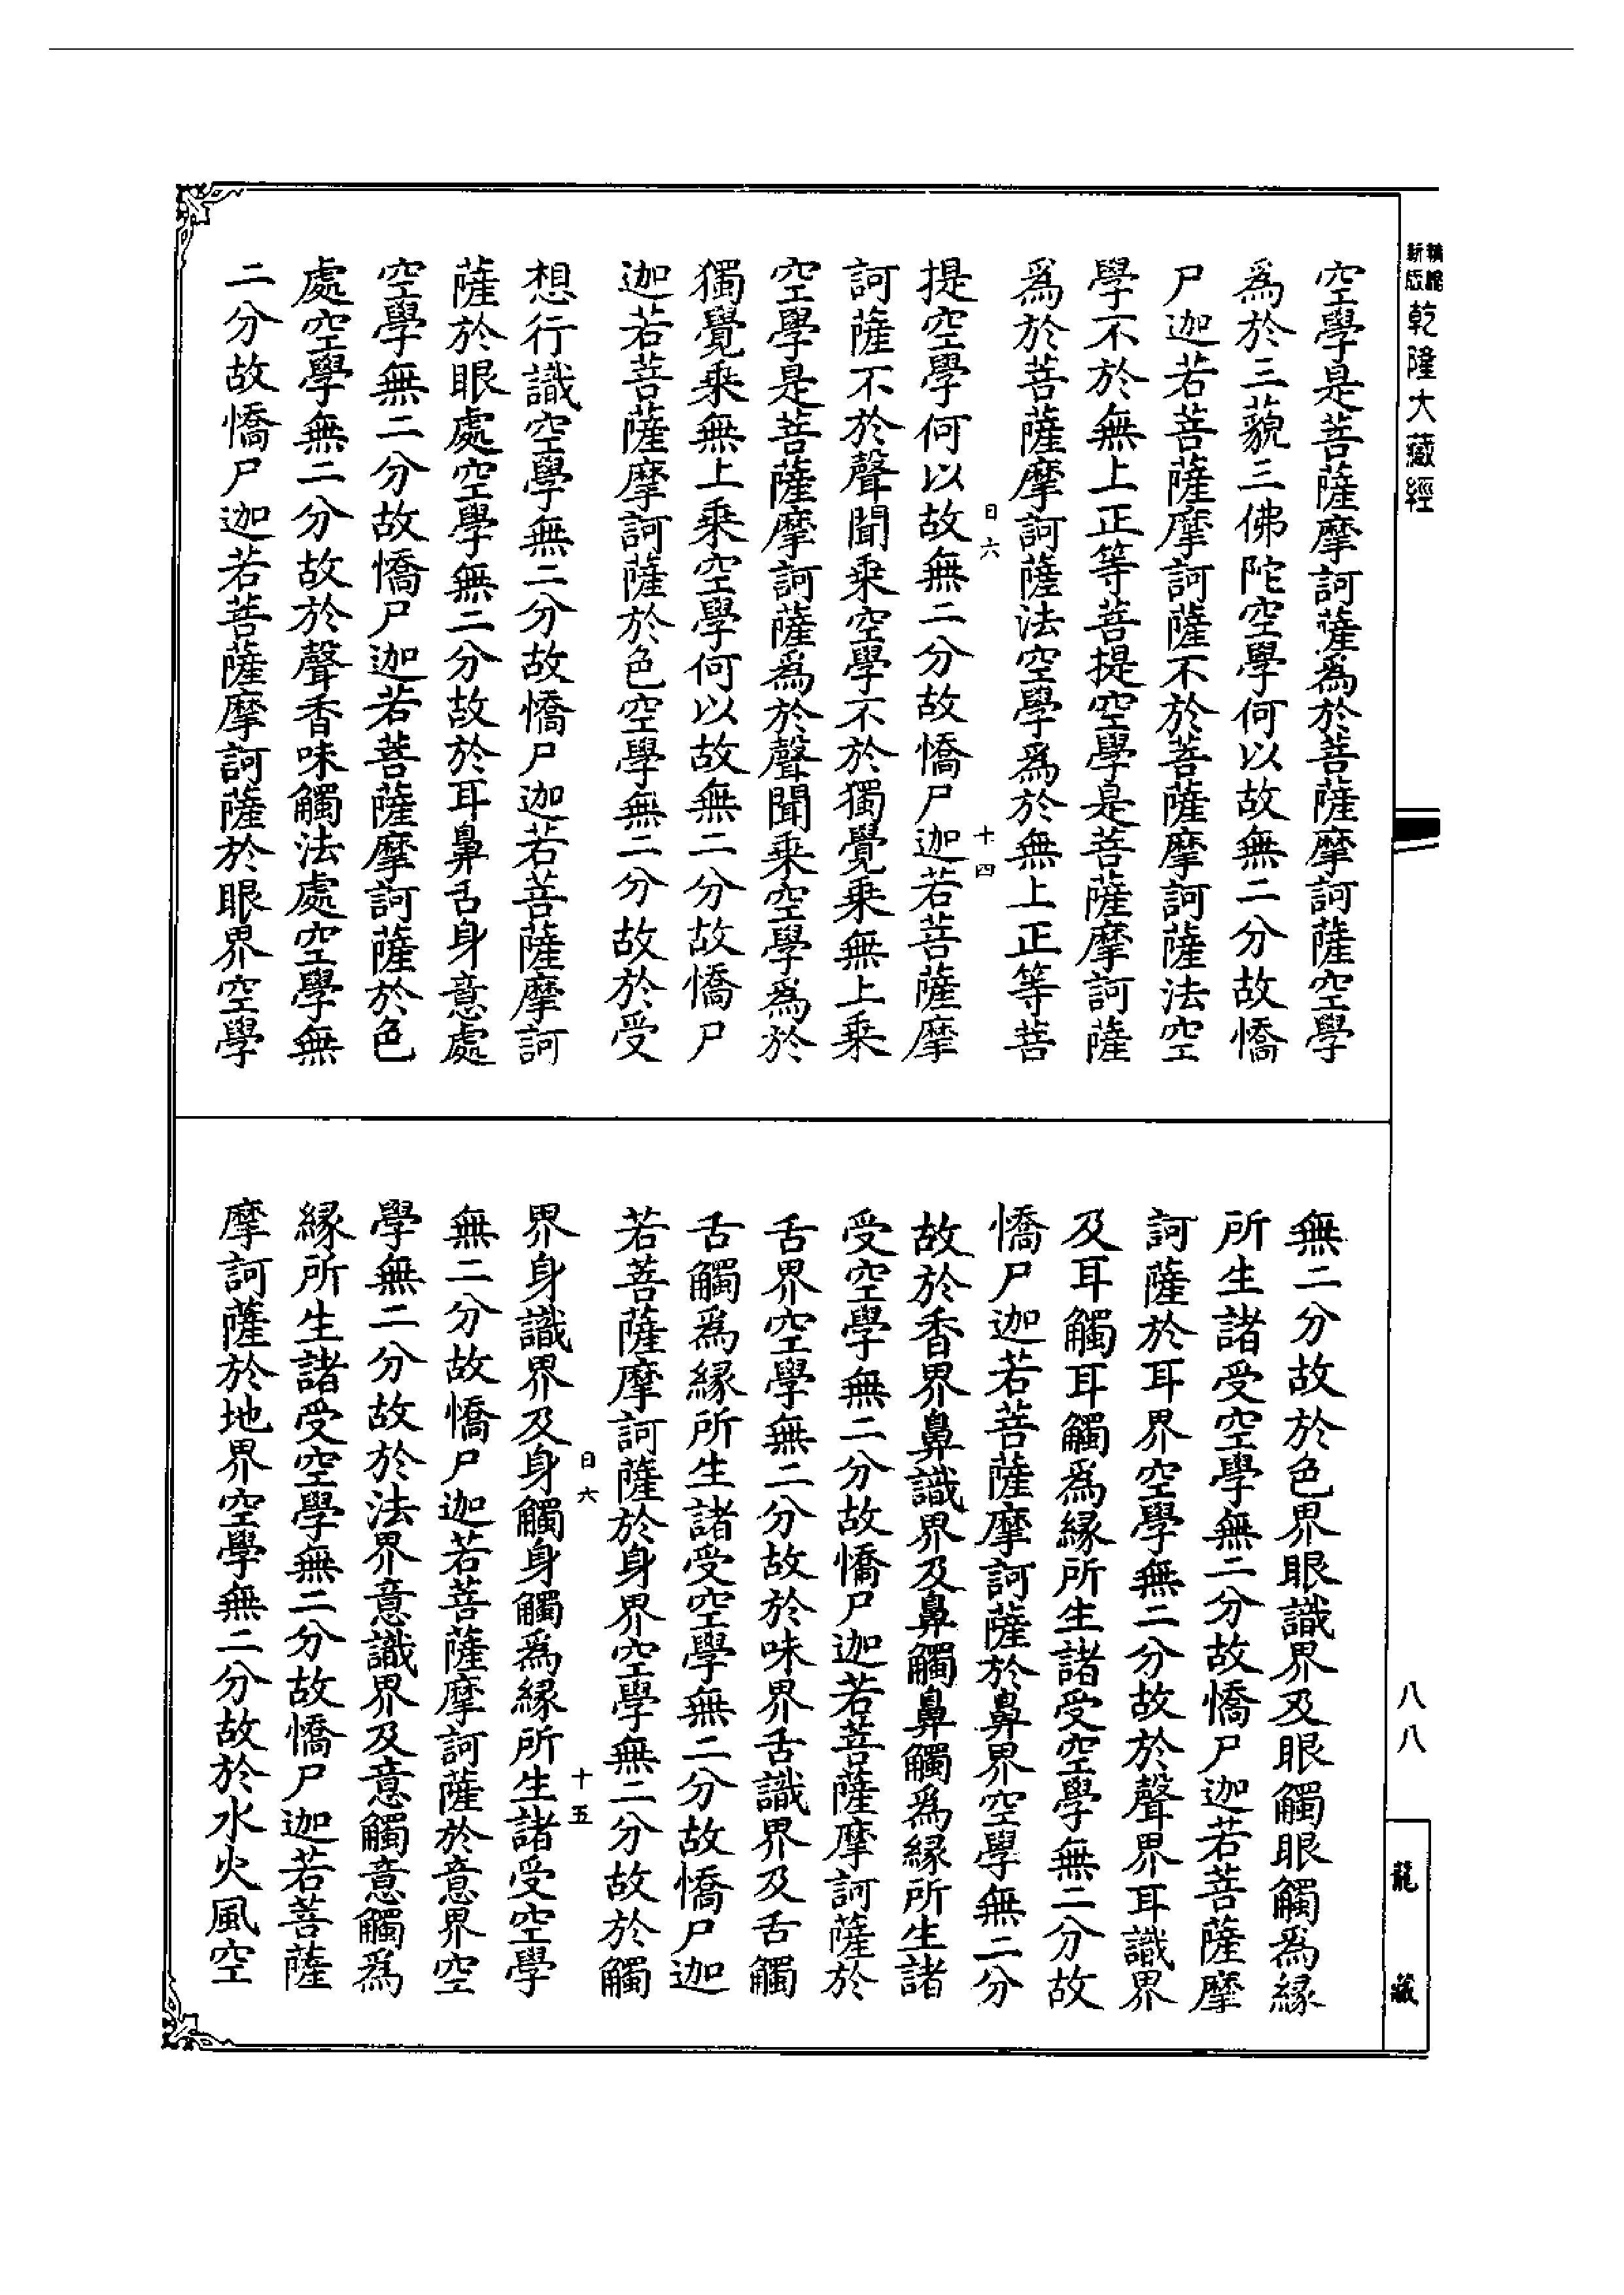 新編
縮版
乾隆大藏經
空學是菩薩摩訶薩爲於菩薩摩訶薩空學
爲於三藐三佛陀空學何以故無二分故憍
尸迦若菩薩摩訶薩不於菩薩摩訶薩法空
學不於無上正等菩提空學是菩薩摩訶薩
爲於菩薩摩訶薩法空學爲於無上正等菩
日六
十四
提空學何以故無二分故憍尸迦若菩薩摩
訶薩不於聲聞乘空學不於獨覺乘無上乘
空學是菩薩摩訶薩爲於聲聞乘空學爲於
獨覺乘無上乘空學何以故無二分故憍尸
迦若菩薩摩訶薩於色空學無二分故於受
想行識空學無二分故憍尸迦若菩薩摩訶
薩於眼處空學無二分故於耳鼻舌身意處
空學無二分故憍尸迦若菩薩摩訶薩於色
處空學無二分故於聲香味觸法處空學無
二分故憍尸迦若菩薩摩訶薩於眼界空學
無二分故於色界眼識界及眼觸眼觸爲緣
所生諸受空學無二分故憍尸迦若菩薩摩
訶薩於耳界空學無二分故於聲界耳識界
及耳觸耳觸爲緣所生諸受空學無二分故
憍尸迦若菩薩摩訶薩於鼻界空學無二分
故於香界鼻識界及鼻觸鼻觸爲緣所生諸
受空學無二分故憍尸迦若菩薩摩訶薩於
舌界空學無二分故於味界舌識界及舌觸
舌觸爲緣所生諸受空學無二分故憍尸迦
若菩薩摩訶薩於身界空學無二分故於觸
日六
十五
界身識界及身觸身觸爲緣所生諸受空學
無二分故憍尸迦若菩薩摩訶薩於意界空
學無二分故於法界意識界及意觸意觸爲
緣所生諸受空學無二分故憍尸迦若菩薩
摩訶薩於地界空學無二分故於水火風空
八八
龍藏